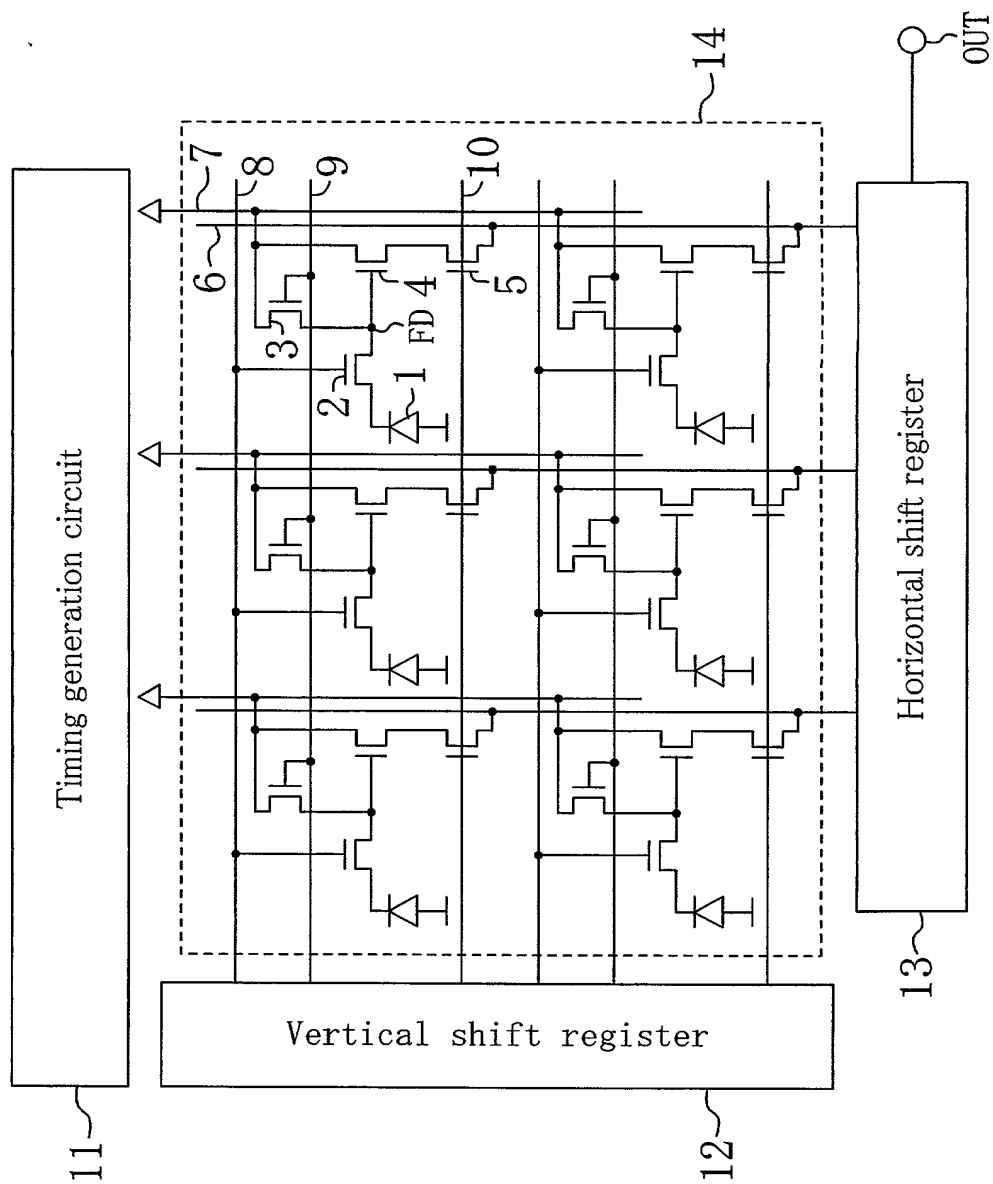 11
Timing generation circuit
7
8
9
10
14
6
3
4
5
2
FD
1
Vertical shift register
12
Horizontal shift register
13
OUT